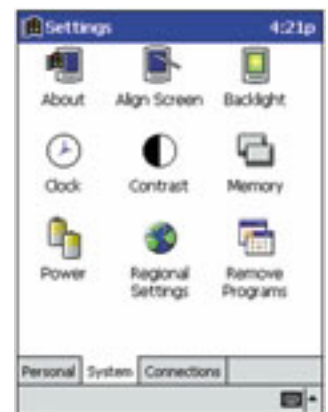 Settings 4:21p
About Align Screen Backlight
Clock Contrast Memory
Power Regional Settings Remove Programs
Personal System Connections